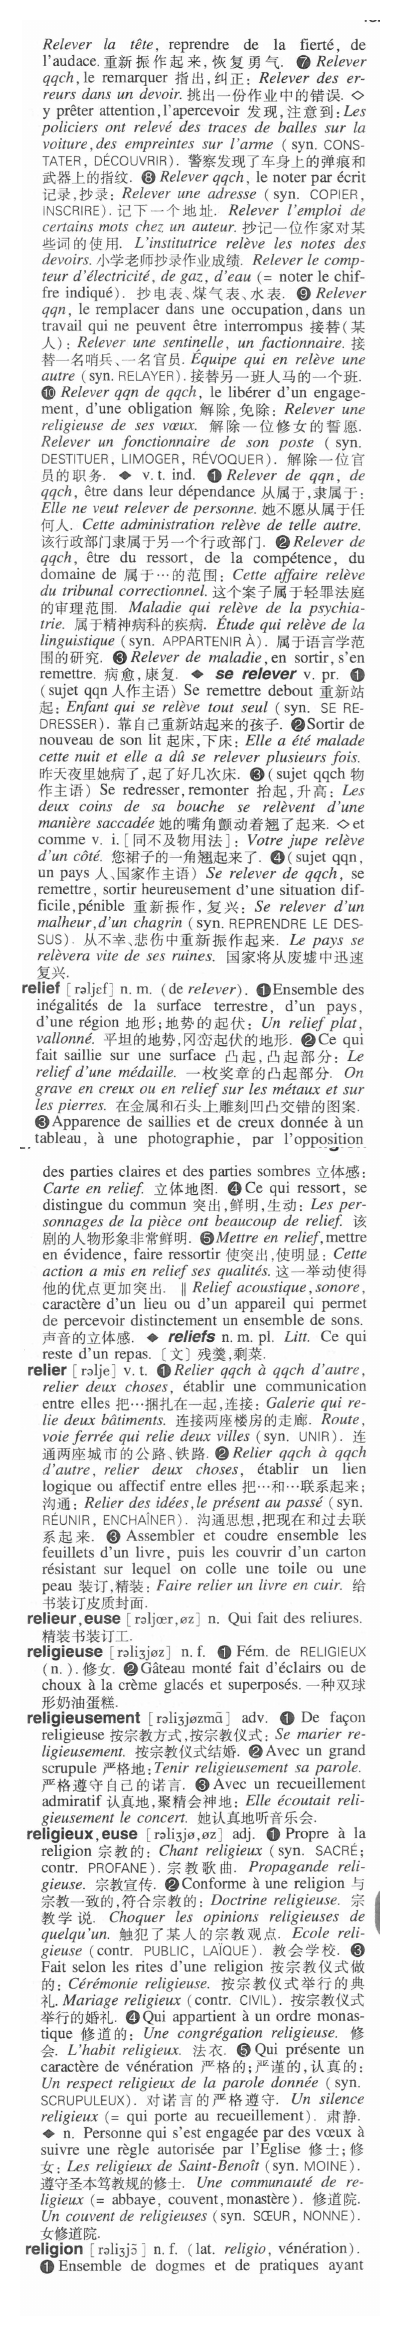 Relever la tête, reprendre de la fierté, de
l'audace. 重新振作起来, 恢复勇气. ❼ Relever
qqch, le remarquer 指出, 纠正: Relever des er-
reurs dans un devoir. 挑出一份作业中的错误. ◇
y prêter attention, l'apercevoir 发现, 注意到: Les
policiers ont relevé des traces de balles sur la
voiture, des empreintes sur l'arme (syn. CONS-
TATER, DÉCOUVRIR). 警察发现了车身上的弹痕和
武器上的指纹. ❽ Relever qqch, le noter par écrit
记录, 抄录: Relever une adresse (syn. COPIER,
INSCRIRE). 记下一个地址. Relever l'emploi de
certains mots chez un auteur. 抄记一位作家对某
些词的使用. L'institutrice relève les notes des
devoirs. 小学老师抄录作业成绩. Relever le comp-
teur d'électricité, de gaz, d'eau (= noter le chif-
fre indiqué). 抄电表、煤气表、水表. ❾ Relever
qqn, le remplacer dans une occupation, dans un
travail qui ne peuvent être interrompus 接替(某
人): Relever une sentinelle, un factionnaire. 接
替一名哨兵、一名官员. Équipe qui en relève une
autre (syn. RELAYER). 接替另一班人马的一个班.
❿ Relever qqn de qqch, le libérer d'un engage-
ment, d'une obligation 解除, 免除: Relever une
religieuse de ses vœux. 解除一位修女的誓愿.
Relever un fonctionnaire de son poste (syn.
DESTITUER, LIMOGER, RÉVOQUER). 解除一位官
员的职务. ◆ v. t. ind. ❶ Relever de qqn, de
qqch, être dans leur dépendance 从属于, 隶属于:
Elle ne veut relever de personne. 她不愿从属于任
何人. Cette administration relève de telle autre.
该行政部门隶属于另一个行政部门. ❷ Relever de
qqch, être du ressort, de la compétence, du
domaine de 属于…的范围: Cette affaire relève
du tribunal correctionnel. 这个案子属于轻罪法庭
的审理范围. Maladie qui relève de la psychia-
trie. 属于精神病科的疾病. Étude qui relève de la
linguistique (syn. APPARTENIR À). 属于语言学范
围的研究. ❸ Relever de maladie, en sortir, s'en
remettre. 病愈, 康复. ◆ se relever v. pr. ❶
(sujet qqn 人作主语) Se remettre debout 重新站
起: Enfant qui se relève tout seul (syn. SE RE-
DRESSER). 靠自己重新站起来的孩子. ❷ Sortir de
nouveau de son lit 起床, 下床: Elle a été malade
cette nuit et elle a dû se relever plusieurs fois.
昨天夜里她病了, 起了好几次床. ❸ (sujet qqch 物
作主语) Se redresser, remonter 抬起, 升高: Les
deux coins de sa bouche se relèvent d'une
manière saccadée 她的嘴角颤动着翘了起来. ◇ et
comme v. i. [同不及物用法]: Votre jupe relève
d'un côté. 您裙子的一角翘起来了. ❹ (sujet qqn,
un pays 人、国家作主语) Se relever de qqch, se
remettre, sortir heureusement d'une situation dif-
ficile, pénible 重新振作, 复兴: Se relever d'un
malheur, d'un chagrin (syn. REPRENDRE LE DES-
SUS). 从不幸、悲伤中重新振作起来. Le pays se
relèvera vite de ses ruines. 国家将从废墟中迅速
复兴.
relief [rəljɛf] n. m. (de relever). ❶ Ensemble des
inégalités de la surface terrestre, d'un pays,
d'une région 地形; 地势的起伏: Un relief plat,
vallonné. 平坦的地势, 冈峦起伏的地形. ❷ Ce qui
fait saillie sur une surface 凸起, 凸起部分: Le
relief d'une médaille. 一枚奖章的凸起部分. On
grave en creux ou en relief sur les métaux et sur
les pierres. 在金属和石头上雕刻凹凸交错的图案.
❸ Apparence de saillies et de creux donnée à un
tableau, à une photographie, par l'opposition
des parties claires et des parties sombres 立体感:
Carte en relief. 立体地图. ❹ Ce qui ressort, se
distingue du commun 突出, 鲜明, 生动: Les per-
sonnages de la pièce ont beaucoup de relief. 该
剧的人物形象非常鲜明. ❺ Mettre en relief, mettre
en évidence, faire ressortir 使突出, 使明显: Cette
action a mis en relief ses qualités. 这一举动使得
他的优点更加突出. ‖ Relief acoustique, sonore,
caractère d'un lieu ou d'un appareil qui permet
de percevoir distinctement un ensemble de sons.
声音的立体感. ◆ reliefs n. m. pl. Litt. Ce qui
reste d'un repas. [文] 残羹, 剩菜.
relier [rəlje] v. t. ❶ Relier qqch à qqch d'autre,
relier deux choses, établir une communication
entre elles 把…捆扎在一起, 连接: Galerie qui re-
lie deux bâtiments. 连接两座楼房的走廊. Route,
voie ferrée qui relie deux villes (syn. UNIR). 连
通两座城市的公路、铁路. ❷ Relier qqch à qqch
d'autre, relier deux choses, établir un lien
logique ou affectif entre elles 把…和…联系起来;
沟通: Relier des idées, le présent au passé (syn.
RÉUNIR, ENCHAÎNER). 沟通思想, 把现在和过去联
系起来. ❸ Assembler et coudre ensemble les
feuillets d'un livre, puis les couvrir d'un carton
résistant sur lequel on colle une toile ou une
peau 装订, 精装: Faire relier un livre en cuir. 给
书装订皮质封面.
relieur, euse [rəljœr, øz] n. Qui fait des reliures.
精装书装订工.
religieuse [rəliʒjøz] n. f. ❶ Fém. de RELIGIEUX
(n.). 修女. ❷ Gâteau monté fait d'éclairs ou de
choux à la crème glacés et superposés. 一种双球
形奶油蛋糕.
religieusement [rəliʒjøzmɑ̃] adv. ❶ De façon
religieuse 按宗教方式, 按宗教仪式: Se marier re-
ligieusement. 按宗教仪式结婚. ❷ Avec un grand
scrupule 严格地: Tenir religieusement sa parole.
严格遵守自己的诺言. ❸ Avec un recueillement
admiratif 认真地, 聚精会神地: Elle écoutait reli-
gieusement le concert. 她认真地听音乐会.
religieux, euse [rəliʒjø, øz] adj. ❶ Propre à la
religion 宗教的: Chant religieux (syn. SACRÉ;
contr. PROFANE). 宗教歌曲. Propagande reli-
gieuse. 宗教宣传. ❷ Conforme à une religion 与
宗教一致的, 符合宗教的: Doctrine religieuse. 宗
教学说. Choquer les opinions religieuses de
quelqu'un. 触犯了某人的宗教观点. Ecole reli-
gieuse (contr. PUBLIC, LAÏQUE). 教会学校. ❸
Fait selon les rites d'une religion 按宗教仪式做
的: Cérémonie religieuse. 按宗教仪式举行的典
礼. Mariage religieux (contr. CIVIL). 按宗教仪式
举行的婚礼. ❹ Qui appartient à un ordre monas-
tique 修道的: Une congrégation religieuse. 修
会. L'habit religieux. 法衣. ❺ Qui présente un
caractère de vénération 严格的; 严谨的, 认真的:
Un respect religieux de la parole donnée (syn.
SCRUPULEUX). 对诺言的严格遵守. Un silence
religieux (= qui porte au recueillement). 肃静.
◆ n. Personne qui s'est engagée par des vœux à
suivre une règle autorisée par l'Église 修士; 修
女: Les religieux de Saint-Benoît (syn. MOINE).
遵守圣本笃教规的修士. Une communauté de re-
ligieux (= abbaye, couvent, monastère). 修道院.
Un couvent de religieuses (syn. SŒUR, NONNE).
女修道院.
religion [rəliʒjɔ̃] n. f. (lat. religio, vénération).
❶ Ensemble de dogmes et de pratiques ayant